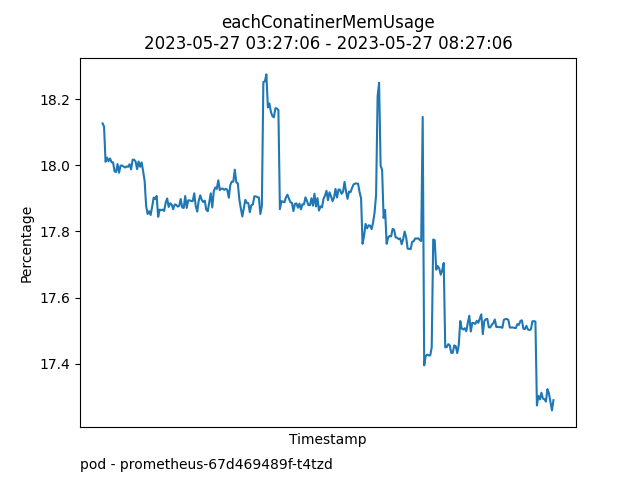 eachConatinerMemUsage
2023-05-27 03:27:06 - 2023-05-27 08:27:06
18.2
18.0
17.8
17.6
17.4
Percentage
Timestamp
pod - prometheus-67d469489f-t4tzd